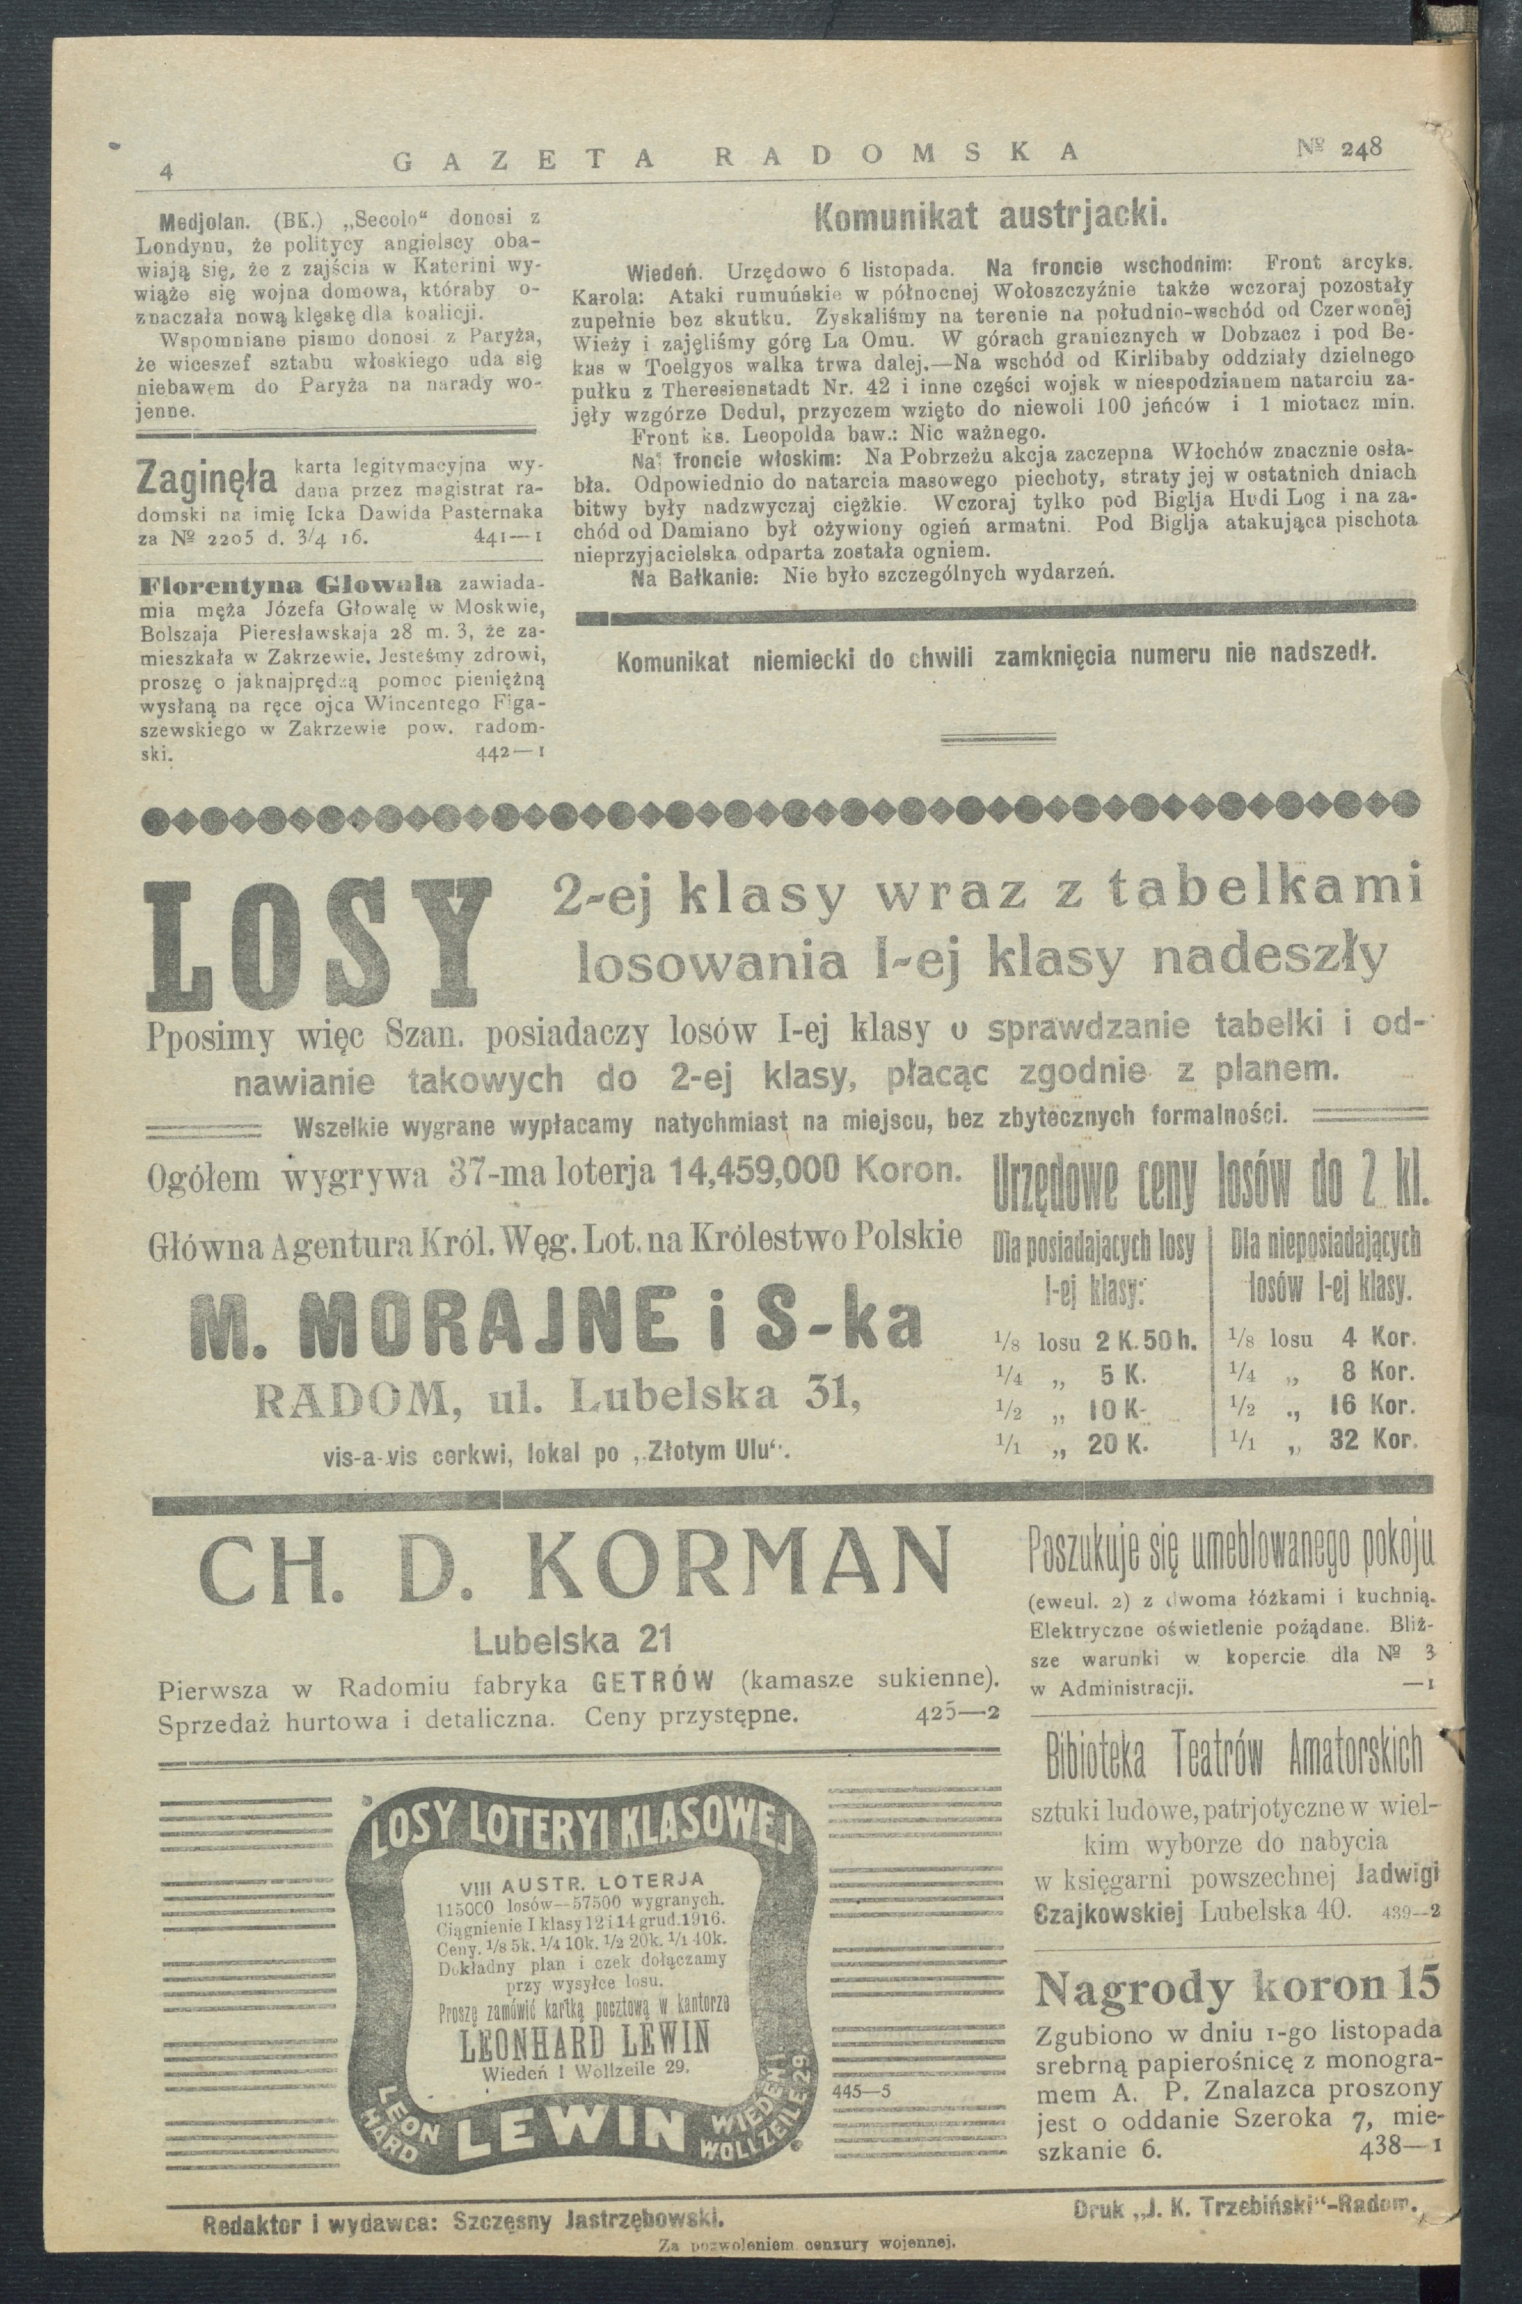 4
GAZETA RADOMSKA
№ 248
Medjolan. (BK.) „Secolo“ donosi z
Londynu, że politycy angielscy oba-
wiają się, że z zajścia w Katerini wy-
wiąże się wojna domowa, któraby o-
znaczała nową klęskę dla koalicji.
Wspomniane pismo donosi z Paryża,
że wiceszef sztabu włoskiego uda się
niebawem do Paryża na narady wo-
jenne.
Zaginęła karta legitymacyjna wy-
dana przez magistrat ra-
domski na imię Icka Dawida Pasternaka
za № 2205 d. 3/4 16. 441—1
Florentyna Głowala zawiada-
mia męża Józefa Głowalę w Moskwie,
Bolszaja Pieresławskaja 28 m. 3, że za-
mieszkała w Zakrzewie. Jesteśmy zdrowi,
proszę o jaknajprędszą pomoc pieniężną
wysłaną na ręce ojca Wincentego Figa-
szewskiego w Zakrzewie pow. radom-
ski. 442—1
Komunikat austrjacki.
Wiedeń. Urzędowo 6 listopada. Na froncie wschodnim: Front arcyks.
Karola: Ataki rumuńskie w północnej Wołoszczyźnie także wczoraj pozostały
zupełnie bez skutku. Zyskaliśmy na terenie na południo-wschód od Czerwonej
Wieży i zajęliśmy górę La Omu. W górach granicznych w Dobzacz i pod Be-
kas w Toelgyos walka trwa dalej.—Na wschód od Kirlibaby oddziały dzielnego
pułku z Theresienstadt Nr. 42 i inne części wojsk w niespodzianem natarciu za-
jęły wzgórze Dedul, przyczem wzięto do niewoli 100 jeńców i 1 miotacz min.
Front ks. Leopolda baw.: Nic ważnego.
Na froncie włoskim: Na Pobrzeżu akcja zaczepna Włochów znacznie osła-
bła. Odpowiednio do natarcia masowego piechoty, straty jej w ostatnich dniach
bitwy były nadzwyczaj ciężkie. Wczoraj tylko pod Biglja Hudi Log i na za-
chód od Damiano był ożywiony ogień armatni. Pod Biglja atakująca piechota
nieprzyjacielska odparta została ogniem.
Na Bałkanie: Nie było szczególnych wydarzeń.
Komunikat niemiecki do chwili zamknięcia numeru nie nadszedł.
LOSY 2-ej klasy wraz z tabelkami
losowania I-ej klasy nadeszły
Pposimy więc Szan. posiadaczy losów I-ej klasy o sprawdzanie tabelki i od-
nawianie takowych do 2-ej klasy, płacąc zgodnie z planem.
Wszelkie wygrane wypłacamy natychmiast na miejscu, bez zbytecznych formalności.
Ogółem wygrywa 37-ma loterja 14,459,000 Koron.
Główna Agentura Król. Węg. Lot. na Królestwo Polskie
M. MORAJNE i S-ka
RADOM, ul. Lubelska 31,
vis-a-vis cerkwi, lokal po „Złotym Ulu“.
Urzędowe ceny losów do 2 kl.
Dla posiadających losy
I-ej klasy:
1/8 losu 2 K. 50 h.
1/4 „ 5 K.
1/2 „ 10 K-
1/1 „ 20 K.
Dla nieposiadających
losów I-ej klasy.
1/8 losu 4 Kor.
1/4 „ 8 Kor.
1/2 „ 16 Kor.
1/1 „ 32 Kor.
CH. D. KORMAN
Lubelska 21
Pierwsza w Radomiu fabryka GETRÓW (kamasze sukienne).
Sprzedaż hurtowa i detaliczna. Ceny przystępne. 425—2
LOSY LOTERYI KLASOWEJ
VIII AUSTR. LOTERJA
115000 losów—57500 wygranych.
Ciągnienie I klasy 12 i 14 grud. 1916.
Ceny. 1/8 5k. 1/4 10k. 1/2 20k. 1/1 40k.
Dokładny plan i czek dołączamy
przy wysyłce losu.
Proszę zamówić kartką pocztową w kantorze
LEONHARD LEWIN
Wiedeń I Wollzeile 29.
LEON
HARD
LEWIN
WIEDEŃ I.
WOLLZEILE 29.
445—5
Poszukuje się umeblowanego pokoju
(eweul. 2) z dwoma łóżkami i kuchnią.
Elektryczne oświetlenie pożądane. Bliż-
sze warunki w kopercie dla № 3
w Administracji. —1
Bibioteka Teatrów Amatorskich
sztuki ludowe, patrjotyczne w wiel-
kim wyborze do nabycia
w księgarni powszechnej Jadwigi
Czajkowskiej Lubelska 40. 439—2
Nagrody koron 15
Zgubiono w dniu 1-go listopada
srebrną papierośnicę z monogra-
mem A. P. Znalazca proszony
jest o oddanie Szeroka 7, mie-
szkanie 6. 438—1
Redaktor i wydawca: Szczęsny Jastrzębowski.
Druk „J. K. Trzebiński“-Radom.
Za pozwoleniem cenzury wojennej.